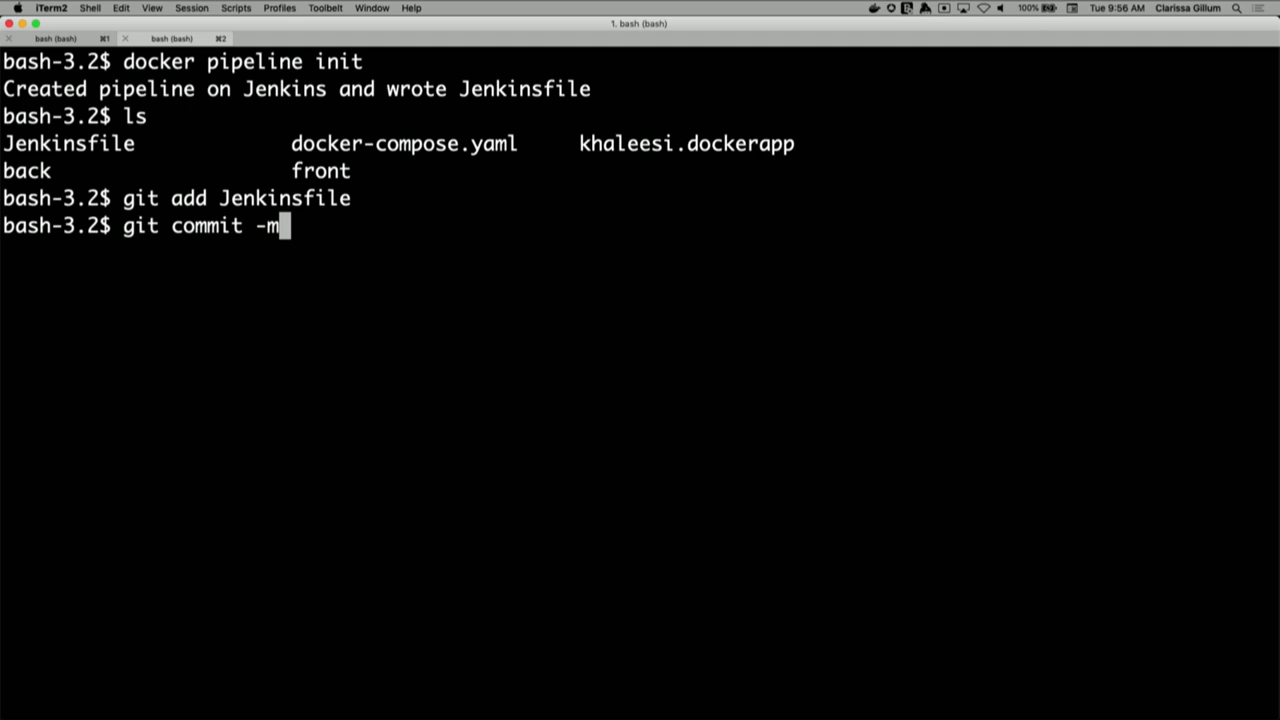 iTerm2 Shell Edit View Session Scripts Profiles Toolbelt Window Help 100% Tue 9:56 AM Clarissa Gillum
1. bash (bash)
bash (bash) ⌘1 bash (bash) ⌘2
bash-3.2$ docker pipeline init
Created pipeline on Jenkins and wrote Jenkinsfile
bash-3.2$ ls
Jenkinsfile docker-compose.yaml khaleesi.dockerapp
back front
bash-3.2$ git add Jenkinsfile
bash-3.2$ git commit -m